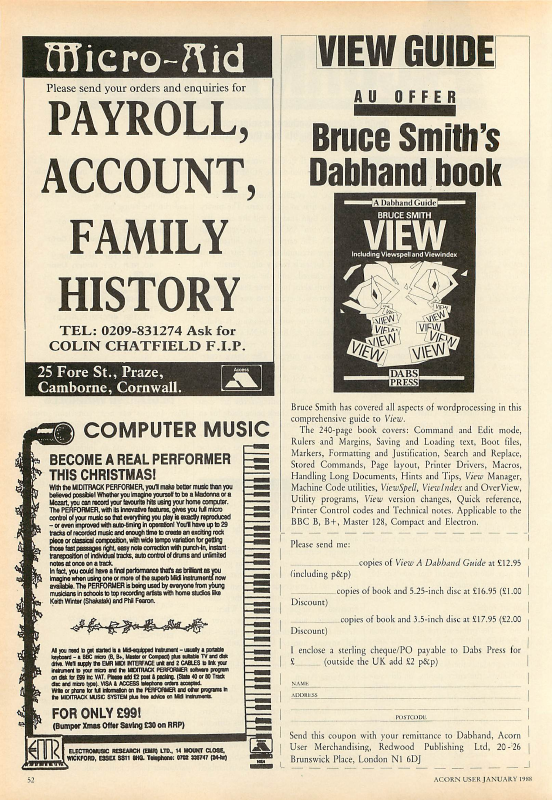 Micro-Aid
Please send your orders and enquiries for
PAYROLL,
ACCOUNT,
FAMILY
HISTORY
TEL: 0209-831274 Ask for
COLIN CHATFIELD F.I.P.
25 Fore St., Praze,
Camborne, Cornwall.
Access
COMPUTER MUSIC
BECOME A REAL PERFORMER
THIS CHRISTMAS!
With the MIDITRACK PERFORMER, you'll make better music than you
believed possible! Whether you imagine yourself to be a Madonna or a
Mozart, you can record your favourite hits using your home computer.
The PERFORMER, with its innovative features, gives you full micro
control of your music so that everything you play is exactly reproduced
– or even improved with auto-timing in operation! You'll have up to 29
tracks of recorded music and enough time to create an exciting rock
piece or classical composition, with wide tempo variation for getting
those fast passages right, easy note correction with punch-in, instant
transposition of individual tracks, auto control of drums and unlimited
notes at once on a track.
In fact, you could have a final performance that's as brilliant as you
imagine when using one or more of the superb Midi instruments now
available. The PERFORMER is being used by everyone from young
musicians in schools to top recording artists with home studios like
Keith Winter (Shakatak) and Phil Fearon.
All you need to get started is a Midi-equipped instrument – usually a portable
keyboard – a BBC micro (B, B+, Master or Compact) plus suitable TV and disk
drive. We'll supply the EMR MIDI INTERFACE unit and 2 CABLES to link your
instrument to your micro and the MIDITRACK PERFORMER software program
on disk for £99 inc VAT. Please add £2 post & packing. (State 40 or 80 Track
disc and micro type). VISA & ACCESS telephone orders accepted.
Write or phone for full information on the PERFORMER and other programs in
the MIDITRACK MUSIC SYSTEM plus free advice on Midi Instruments.
FOR ONLY £99!
(Bumper Xmas Offer Saving £30 on RRP)
EMR
ELECTROMUSIC RESEARCH (EMR) LTD., 14 MOUNT CLOSE,
WICKFORD, ESSEX SS11 8HG. Telephone: 0702 335747 (24-hr)
VIEW GUIDE
AU OFFER
Bruce Smith's
Dabhand book
A Dabhand Guide
BRUCE SMITH
VIEW
Including Viewspell and Viewindex
VIEW
VIEW
VIEW
VIEW
VIEW
VIEW
VIEW
VIEW
DABS
PRESS
Bruce Smith has covered all aspects of wordprocessing in this
comprehensive guide to View.
The 240-page book covers: Command and Edit mode,
Rulers and Margins, Saving and Loading text, Boot files,
Markers, Formatting and Justification, Search and Replace,
Stored Commands, Page layout, Printer Drivers, Macros,
Handling Long Documents, Hints and Tips, View Manager,
Machine Code utilities, ViewSpell, ViewIndex and OverView,
Utility programs, View version changes, Quick reference,
Printer Control codes and Technical notes. Applicable to the
BBC B, B+, Master 128, Compact and Electron.
Please send me:
copies of View A Dabhand Guide at £12.95
(including p&p)
copies of book and 5.25-inch disc at £16.95 (£1.00
Discount)
copies of book and 3.5-inch disc at £17.95 (£2.00
Discount)
I enclose a sterling cheque/PO payable to Dabs Press for
£ (outside the UK add £2 p&p)
NAME
ADDRESS
POSTCODE
Send this coupon with your remittance to Dabhand, Acorn
User Merchandising, Redwood Publishing Ltd, 20-26
Brunswick Place, London N1 6DJ
52
ACORN USER JANUARY 1988